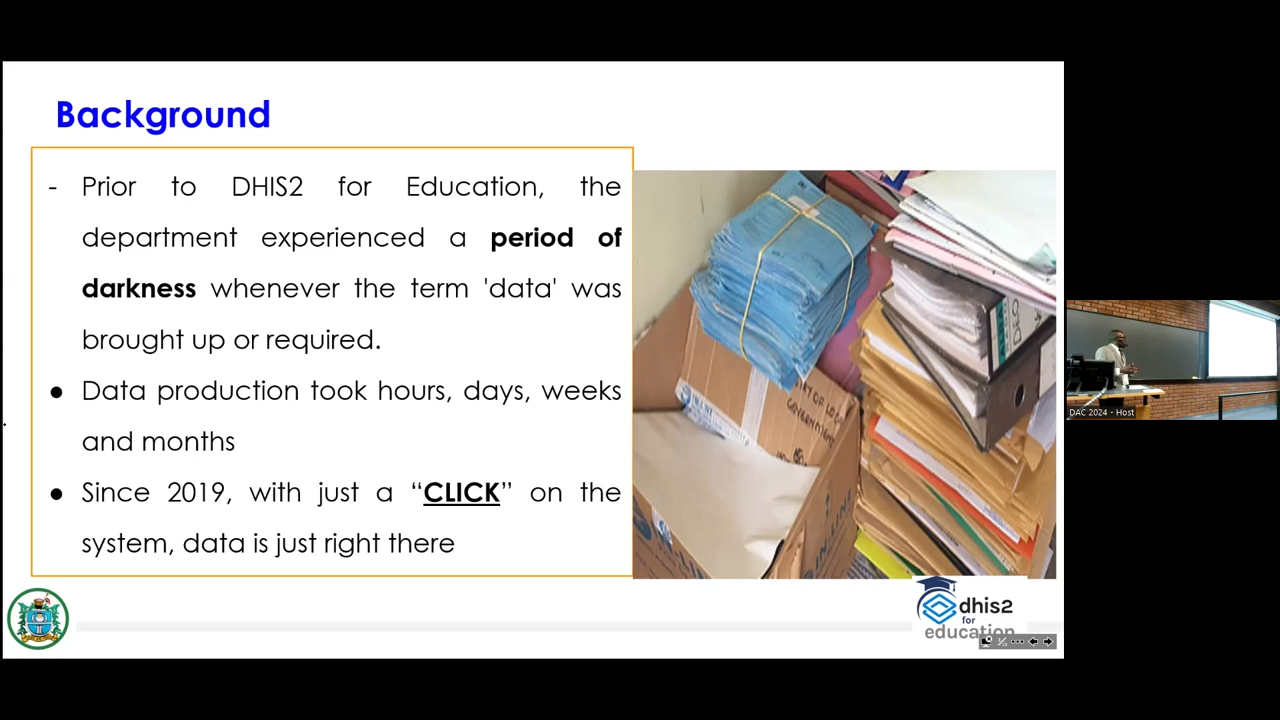 Background
- Prior to DHIS2 for Education, the
department experienced a period of
darkness whenever the term 'data' was
brought up or required.
● Data production took hours, days, weeks
and months
● Since 2019, with just a “CLICK” on the
system, data is just right there
dhis2
for
education
DAC 2024 - Host